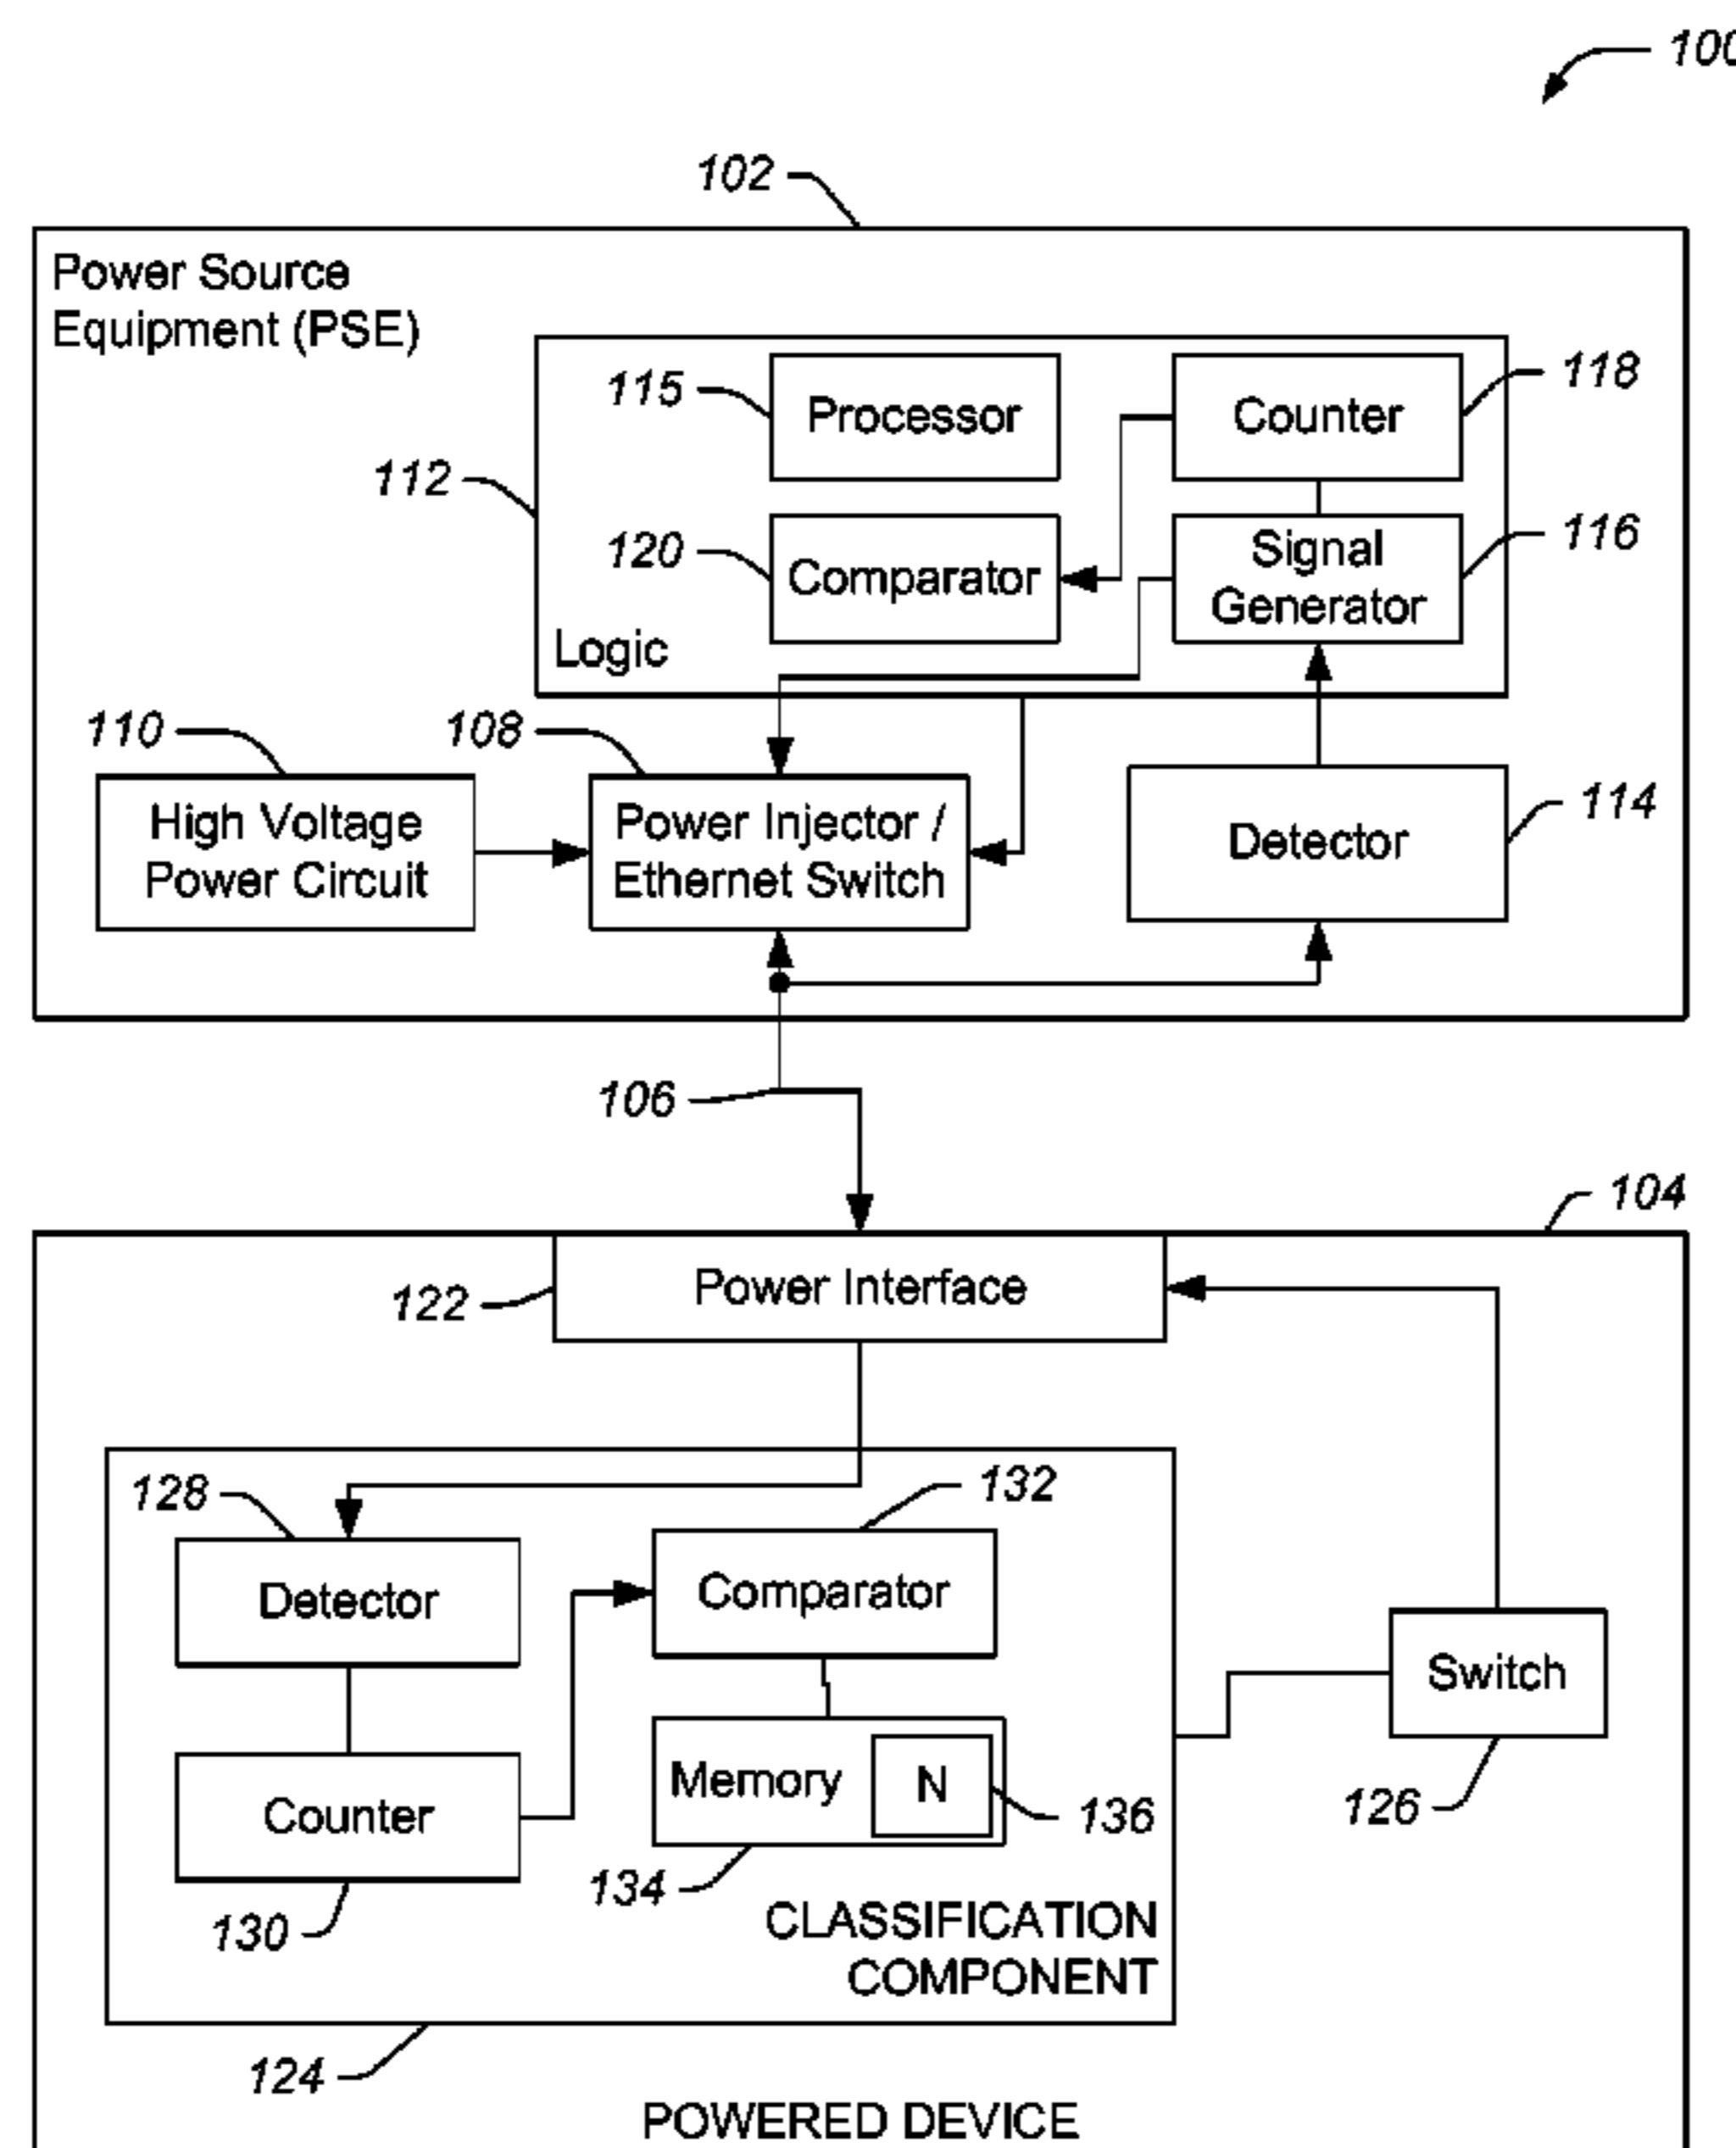 100
102
Power Source
Equipment (PSE)
115
Processor
Counter
118
112
120
Comparator
Signal
Generator
116
Logic
110
108
High Voltage
Power Circuit
Power Injector /
Ethernet Switch
Detector
114
106
104
122
Power Interface
128
132
Detector
Comparator
Switch
Memory
N
136
126
Counter
134
130
CLASSIFICATION
COMPONENT
124
POWERED DEVICE